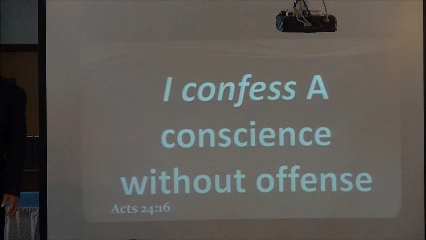 I confess A
conscience
without offense
Acts 24:16